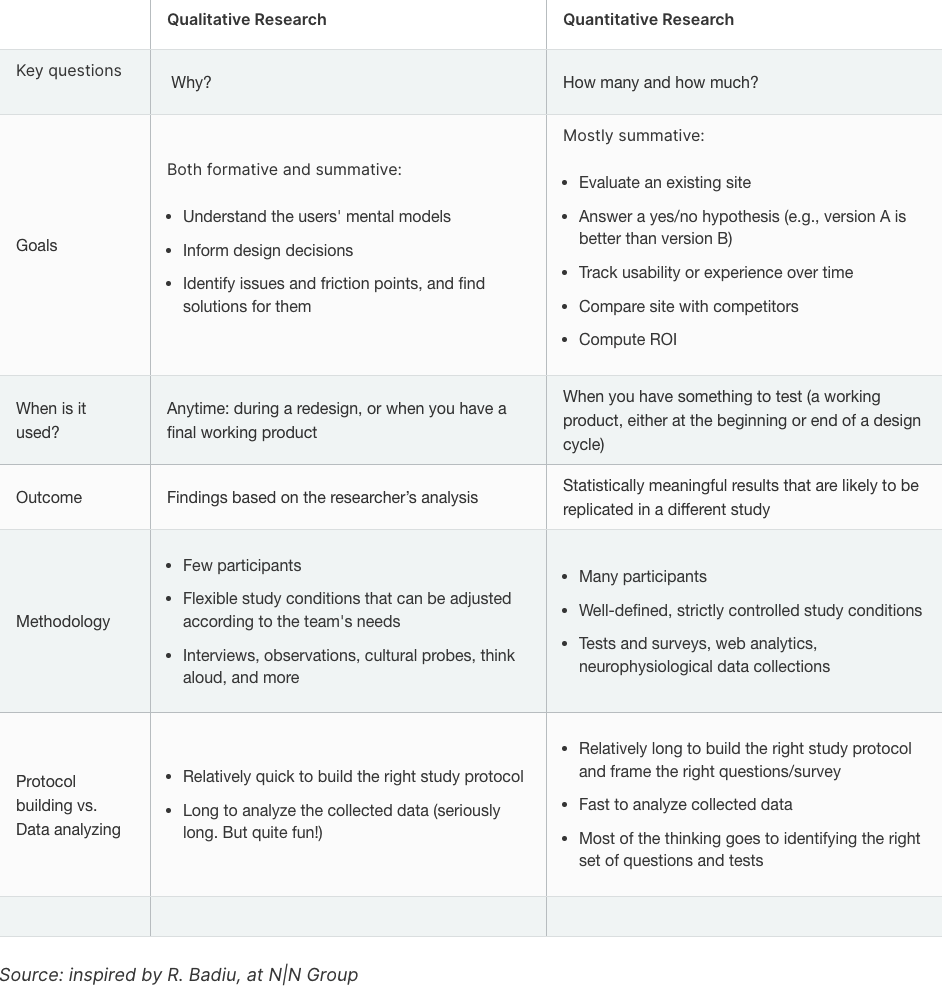 Qualitative Research
Quantitative Research
Key questions
Why?
How many and how much?
Goals
Both formative and summative:
• Understand the users' mental models
• Inform design decisions
• Identify issues and friction points, and find
solutions for them
Mostly summative:
• Evaluate an existing site
• Answer a yes/no hypothesis (e.g., version A is
better than version B)
• Track usability or experience over time
• Compare site with competitors
• Compute ROI
When is it
used?
Anytime: during a redesign, or when you have a
final working product
When you have something to test (a working
product, either at the beginning or end of a design
cycle)
Outcome
Findings based on the researcher’s analysis
Statistically meaningful results that are likely to be
replicated in a different study
Methodology
• Few participants
• Flexible study conditions that can be adjusted
according to the team's needs
• Interviews, observations, cultural probes, think
aloud, and more
• Many participants
• Well-defined, strictly controlled study conditions
• Tests and surveys, web analytics,
neurophysiological data collections
Protocol
building vs.
Data analyzing
• Relatively quick to build the right study protocol
• Long to analyze the collected data (seriously
long. But quite fun!)
• Relatively long to build the right study protocol
and frame the right questions/survey
• Fast to analyze collected data
• Most of the thinking goes to identifying the right
set of questions and tests
Source: inspired by R. Badiu, at N|N Group